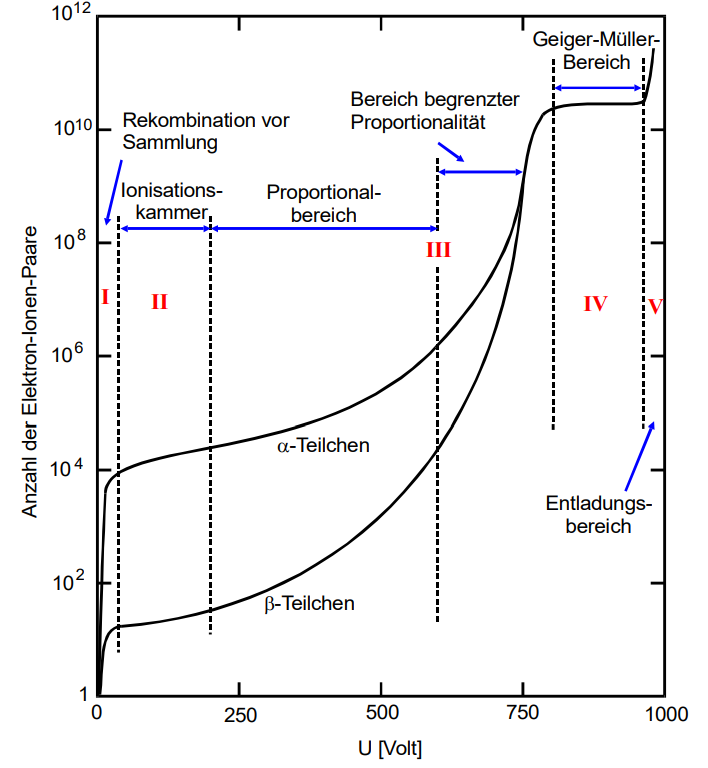 10^12
10^10
10^8
10^6
10^4
10^2
1
Anzahl der Elektron-Ionen-Paare
Rekombination vor
Sammlung
Ionisations-
kammer
Proportional-
bereich
Bereich begrenzter
Proportionalität
Geiger-Müller-
Bereich
I
II
III
IV
V
α-Teilchen
β-Teilchen
Entladungs-
bereich
0
250
500
750
1000
U [Volt]